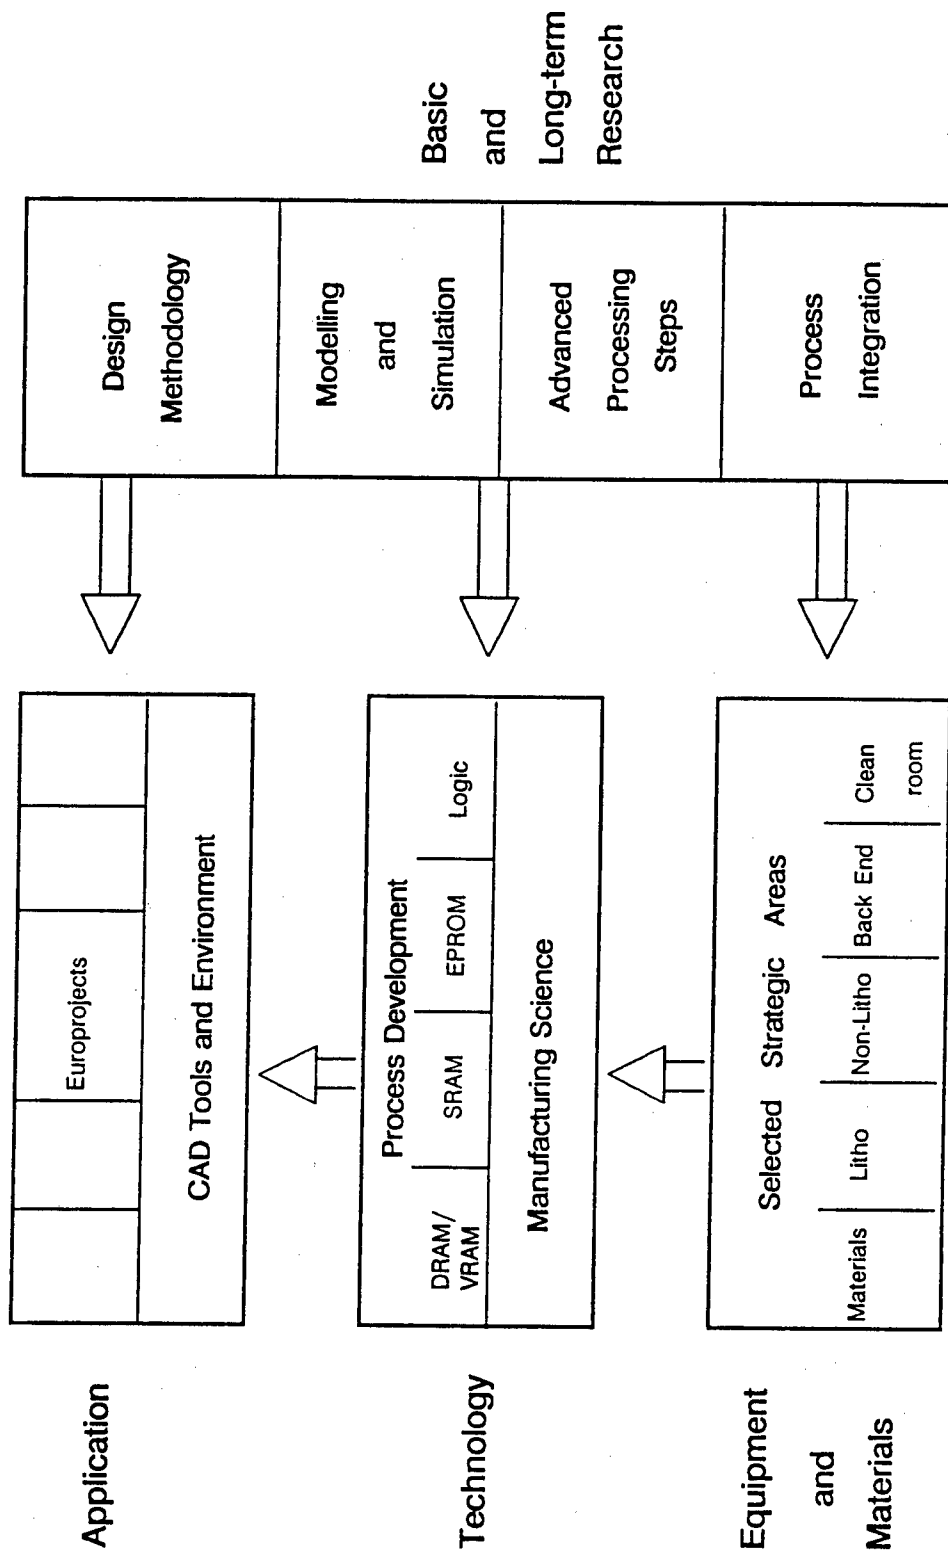 Application
Europrojects
CAD Tools and Environment
Technology
Process Development
DRAM/
VRAM
SRAM
EPROM
Logic
Manufacturing Science
Equipment
and
Materials
Selected Strategic Areas
Materials
Litho
Non-Litho
Back End
Clean
room
Design
Methodology
Modelling
and
Simulation
Advanced
Processing
Steps
Process
Integration
Basic
and
Long-term
Research